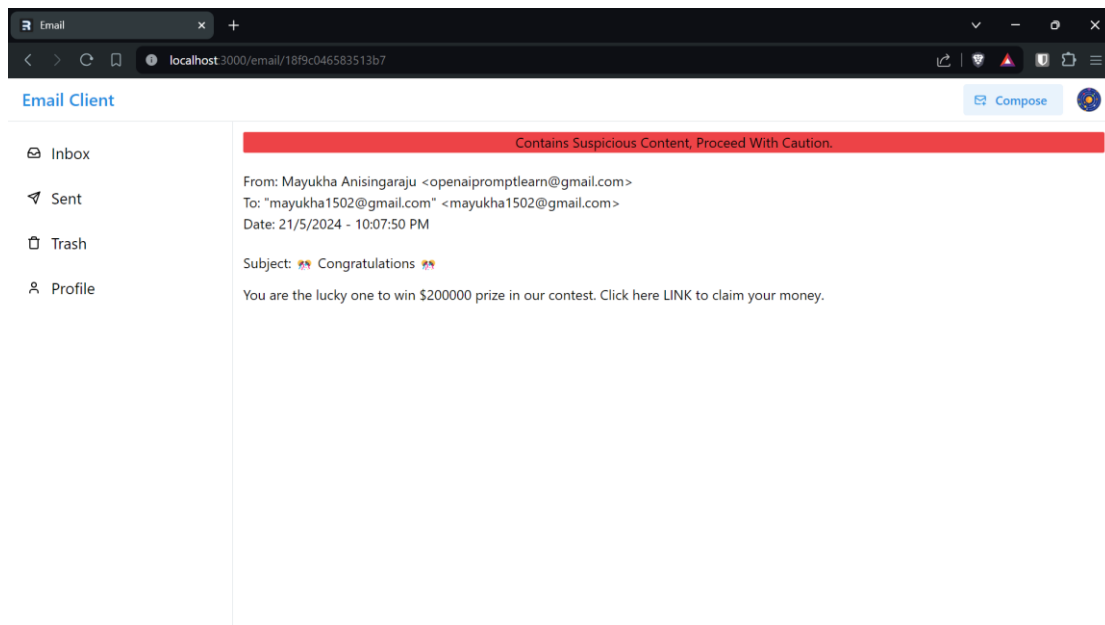 Email
localhost:3000/email/18f9c046583513b7
Email Client
Compose
Inbox
Sent
Trash
Profile
Contains Suspicious Content, Proceed With Caution.
From: Mayukha Anisingaraju <openaipromptlearn@gmail.com>
To: "mayukha1502@gmail.com" <mayukha1502@gmail.com>
Date: 21/5/2024 - 10:07:50 PM
Subject: 🎊 Congratulations 🎊
You are the lucky one to win $200000 prize in our contest. Click here LINK to claim your money.